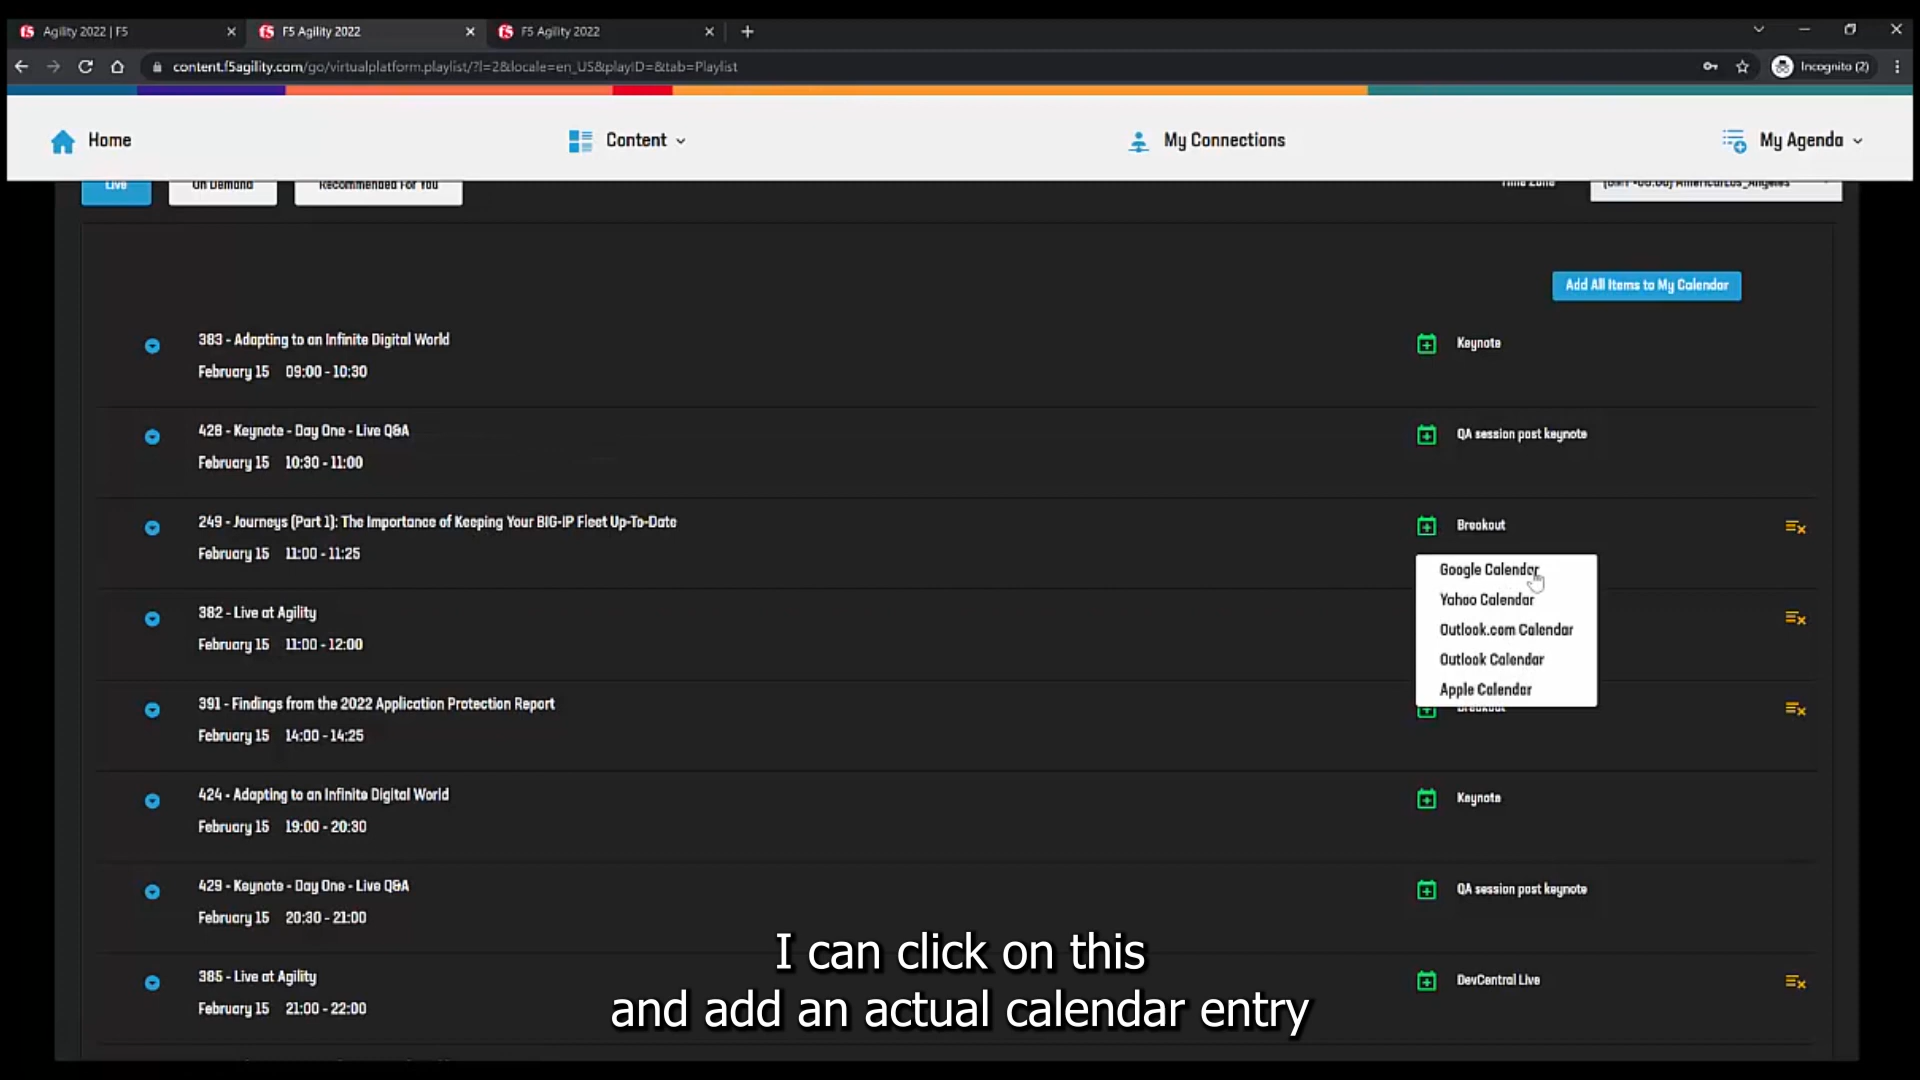 Agility 2022 | F5
F5 Agility 2022
F5 Agility 2022
content.f5agility.com/go/virtualplatform.playlist/?l=2&locale=en_US&playID=&tab=Playlist
Incognito (2)
Home
Content
My Connections
My Agenda
Live
On Demand
Recommended For You
Time Zone
(GMT -08:00) America/Los_Angeles
Add All Items to My Calendar
383 - Adapting to an Infinite Digital World
Keynote
February 15 09:00 - 10:30
428 - Keynote - Day One - Live Q&A
QA session post keynote
February 15 10:30 - 11:00
249 - Journeys (Part 1): The Importance of Keeping Your BIG-IP Fleet Up-To-Date
Breakout
February 15 11:00 - 11:25
Google Calendar
Yahoo Calendar
Outlook.com Calendar
Outlook Calendar
Apple Calendar
382 - Live at Agility
February 15 11:00 - 12:00
391 - Findings from the 2022 Application Protection Report
Breakout
February 15 14:00 - 14:25
424 - Adapting to an Infinite Digital World
Keynote
February 15 19:00 - 20:30
429 - Keynote - Day One - Live Q&A
QA session post keynote
February 15 20:30 - 21:00
385 - Live at Agility
DevCentral Live
February 15 21:00 - 22:00
I can click on this
and add an actual calendar entry